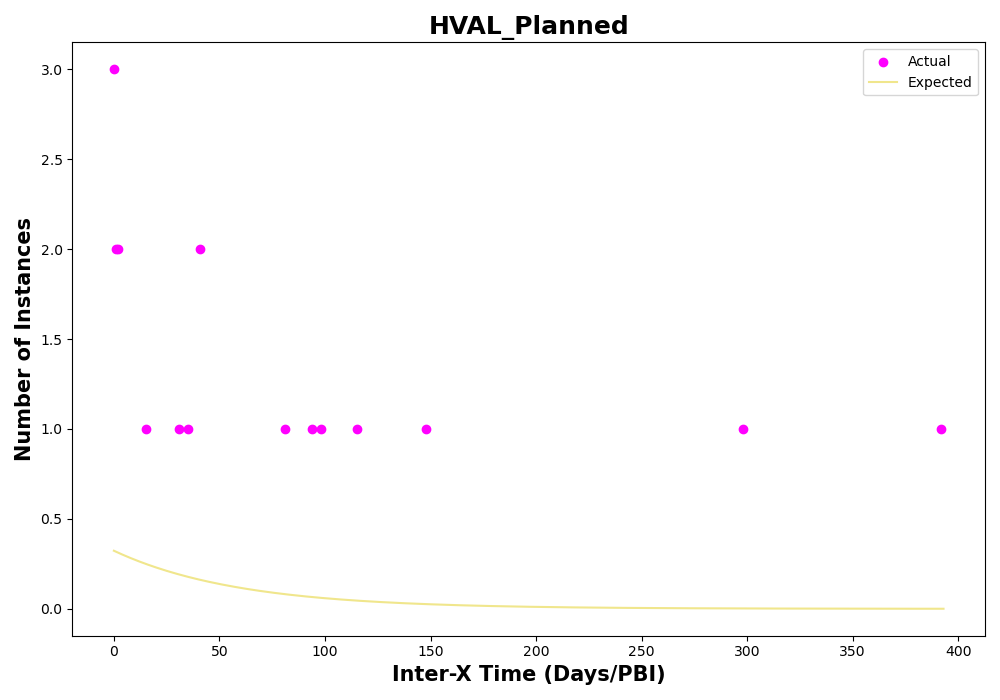 HVAL_Planned
Actual
Expected
Number of Instances
3.0
2.5
2.0
1.5
1.0
0.5
0.0
0 50 100 150 200 250 300 350 400
Inter-X Time (Days/PBI)